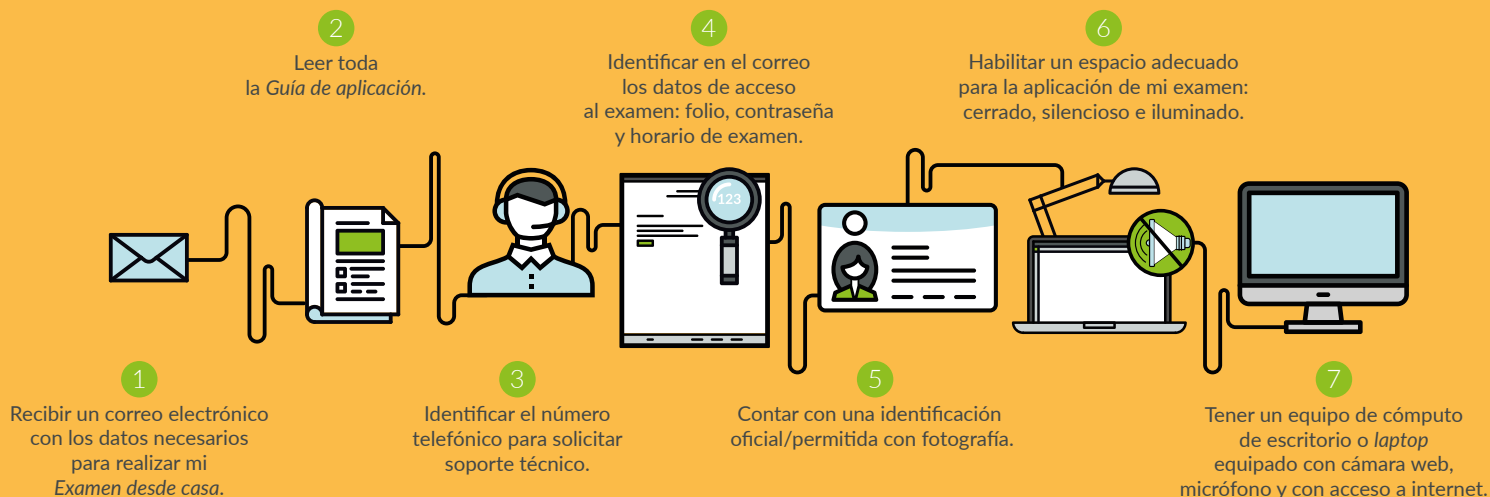 1
Recibir un correo electrónico
con los datos necesarios
para realizar mi
Examen desde casa.
2
Leer toda
la Guía de aplicación.
3
Identificar el número
telefónico para solicitar
soporte técnico.
4
Identificar en el correo
los datos de acceso
al examen: folio, contraseña
y horario de examen.
123
5
Contar con una identificación
oficial/permitida con fotografía.
6
Habilitar un espacio adecuado
para la aplicación de mi examen:
cerrado, silencioso e iluminado.
7
Tener un equipo de cómputo
de escritorio o laptop
equipado con cámara web,
micrófono y con acceso a internet.